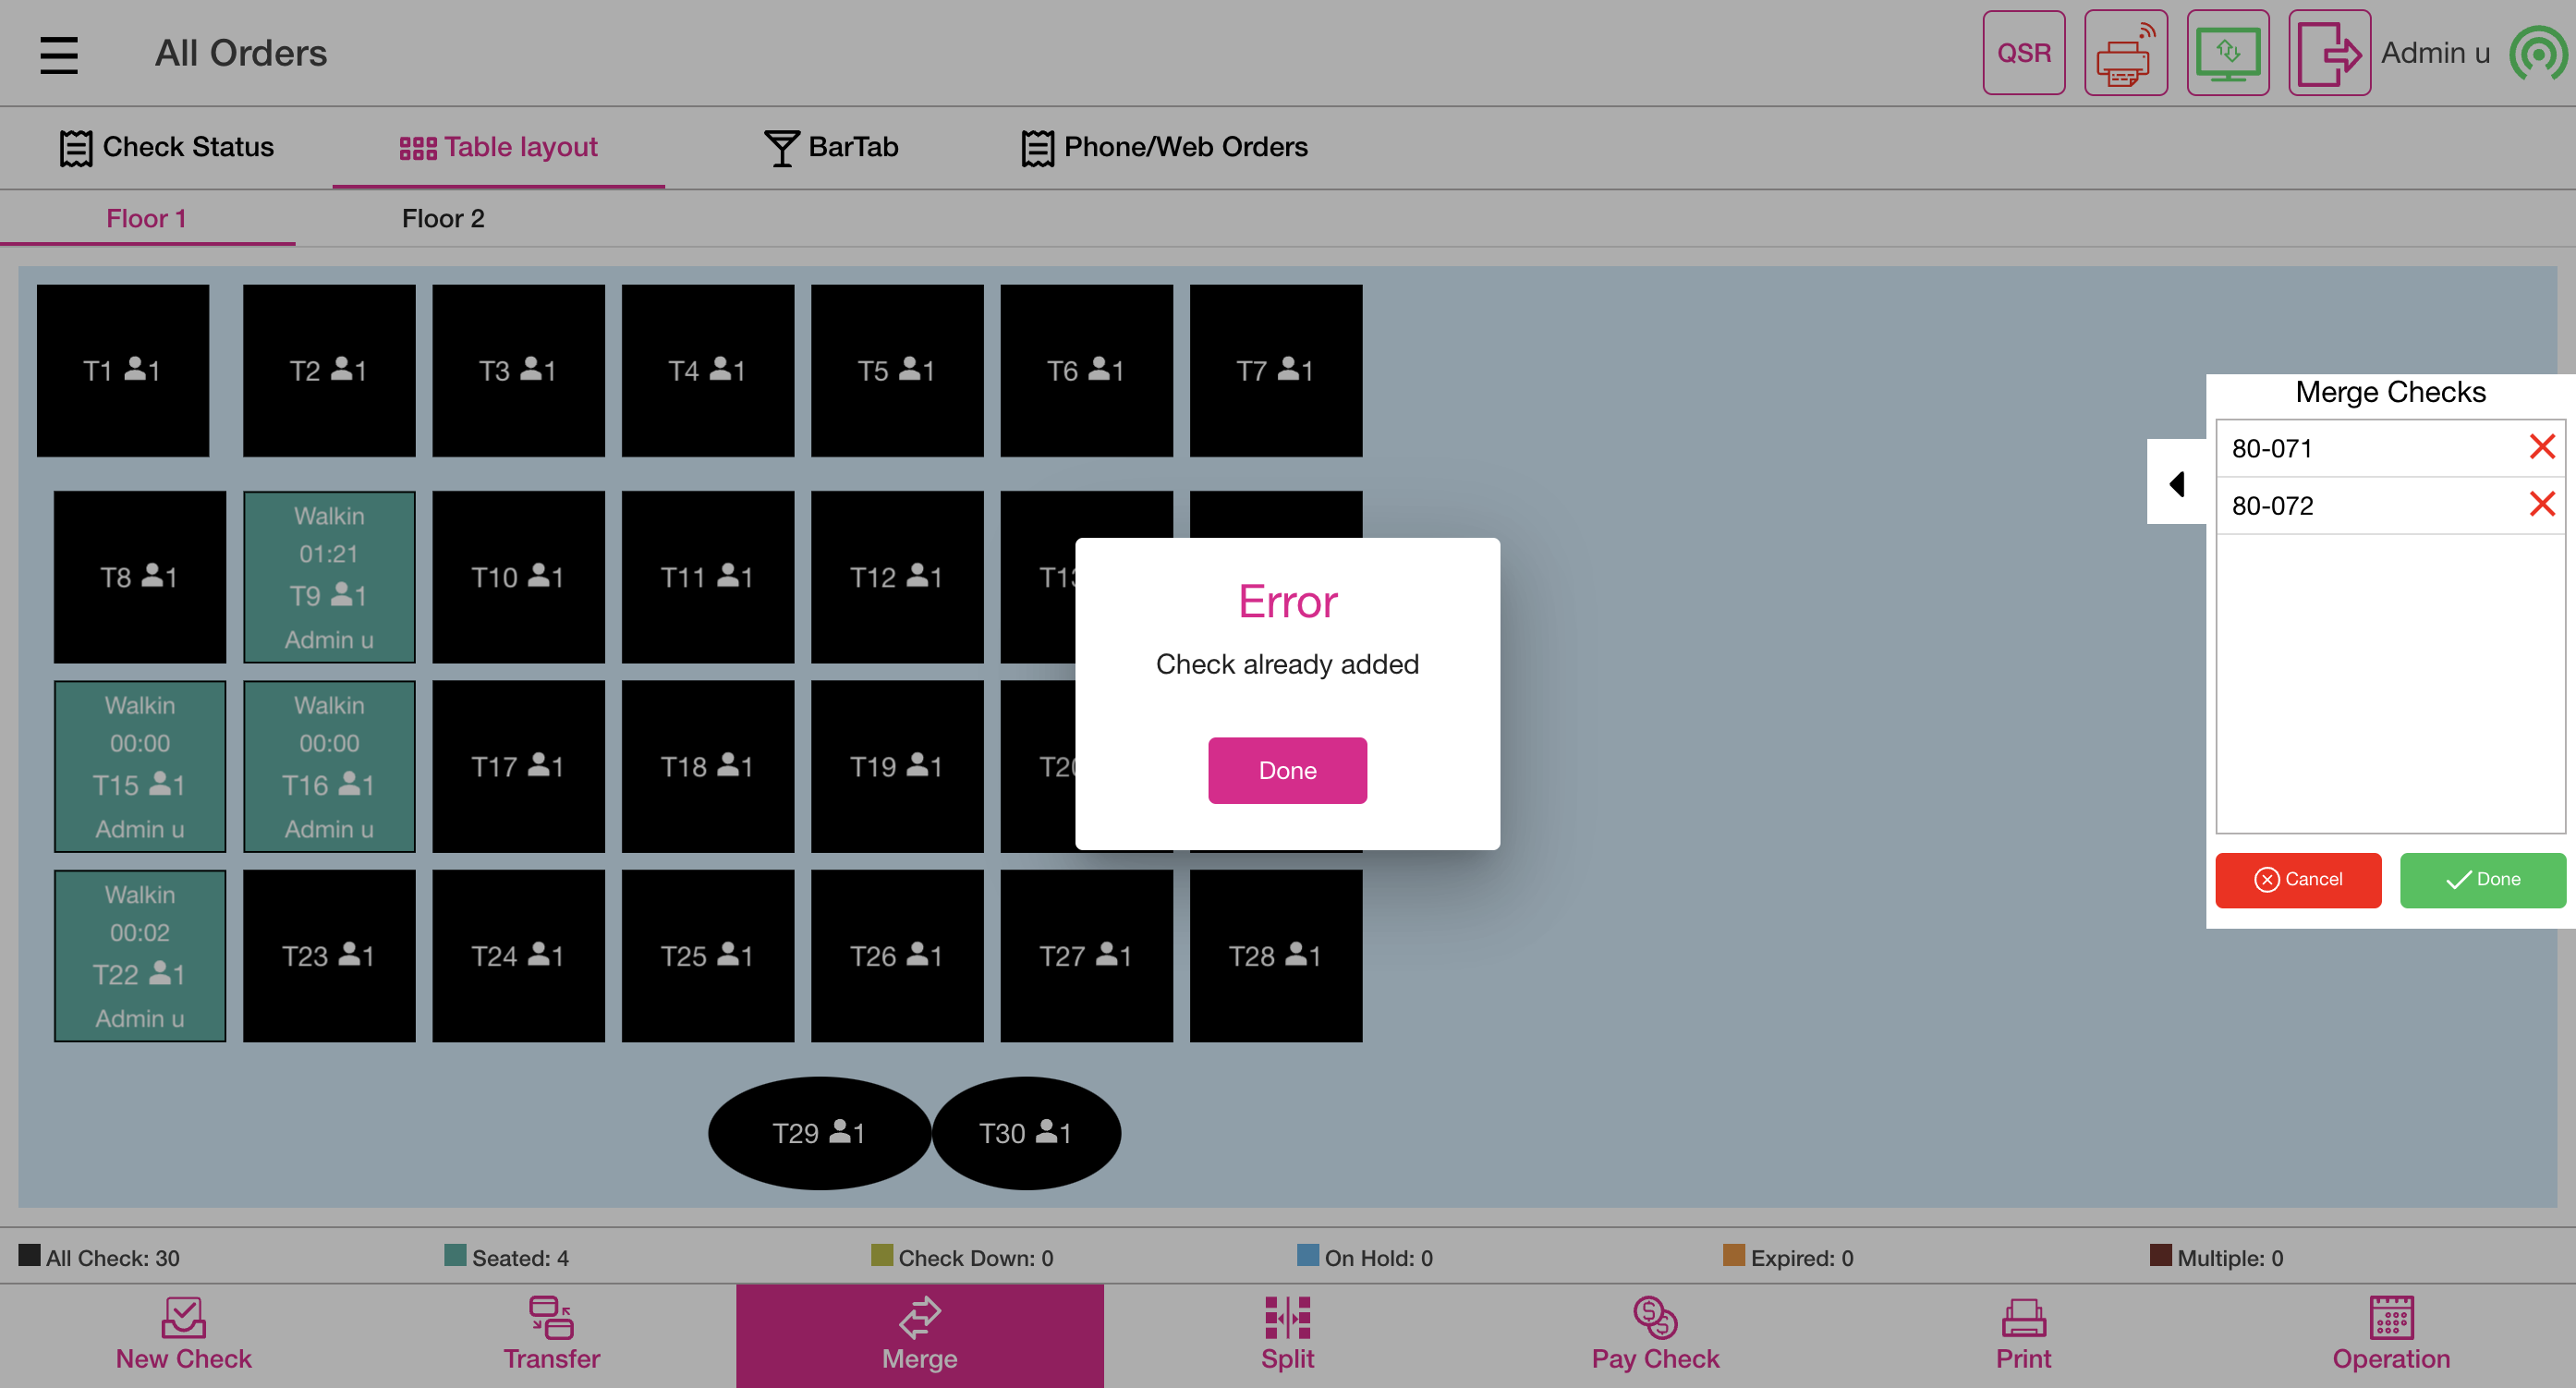 All Orders
QSR
Admin u
Check Status
Table layout
BarTab
Phone/Web Orders
Floor 1
Floor 2
T1 1
T2 1
T3 1
T4 1
T5 1
T6 1
T7 1
T8 1
Walkin
01:21
T9 1
Admin u
T10 1
T11 1
T12 1
Walkin
00:00
T15 1
Admin u
Walkin
00:00
T16 1
Admin u
T17 1
T18 1
T19 1
Walkin
00:02
T22 1
Admin u
T23 1
T24 1
T25 1
T26 1
T27 1
T28 1
T29 1
T30 1
Error
Check already added
Done
Merge Checks
80-071
80-072
Cancel
Done
All Check: 30
Seated: 4
Check Down: 0
On Hold: 0
Expired: 0
Multiple: 0
New Check
Transfer
Merge
Split
Pay Check
Print
Operation